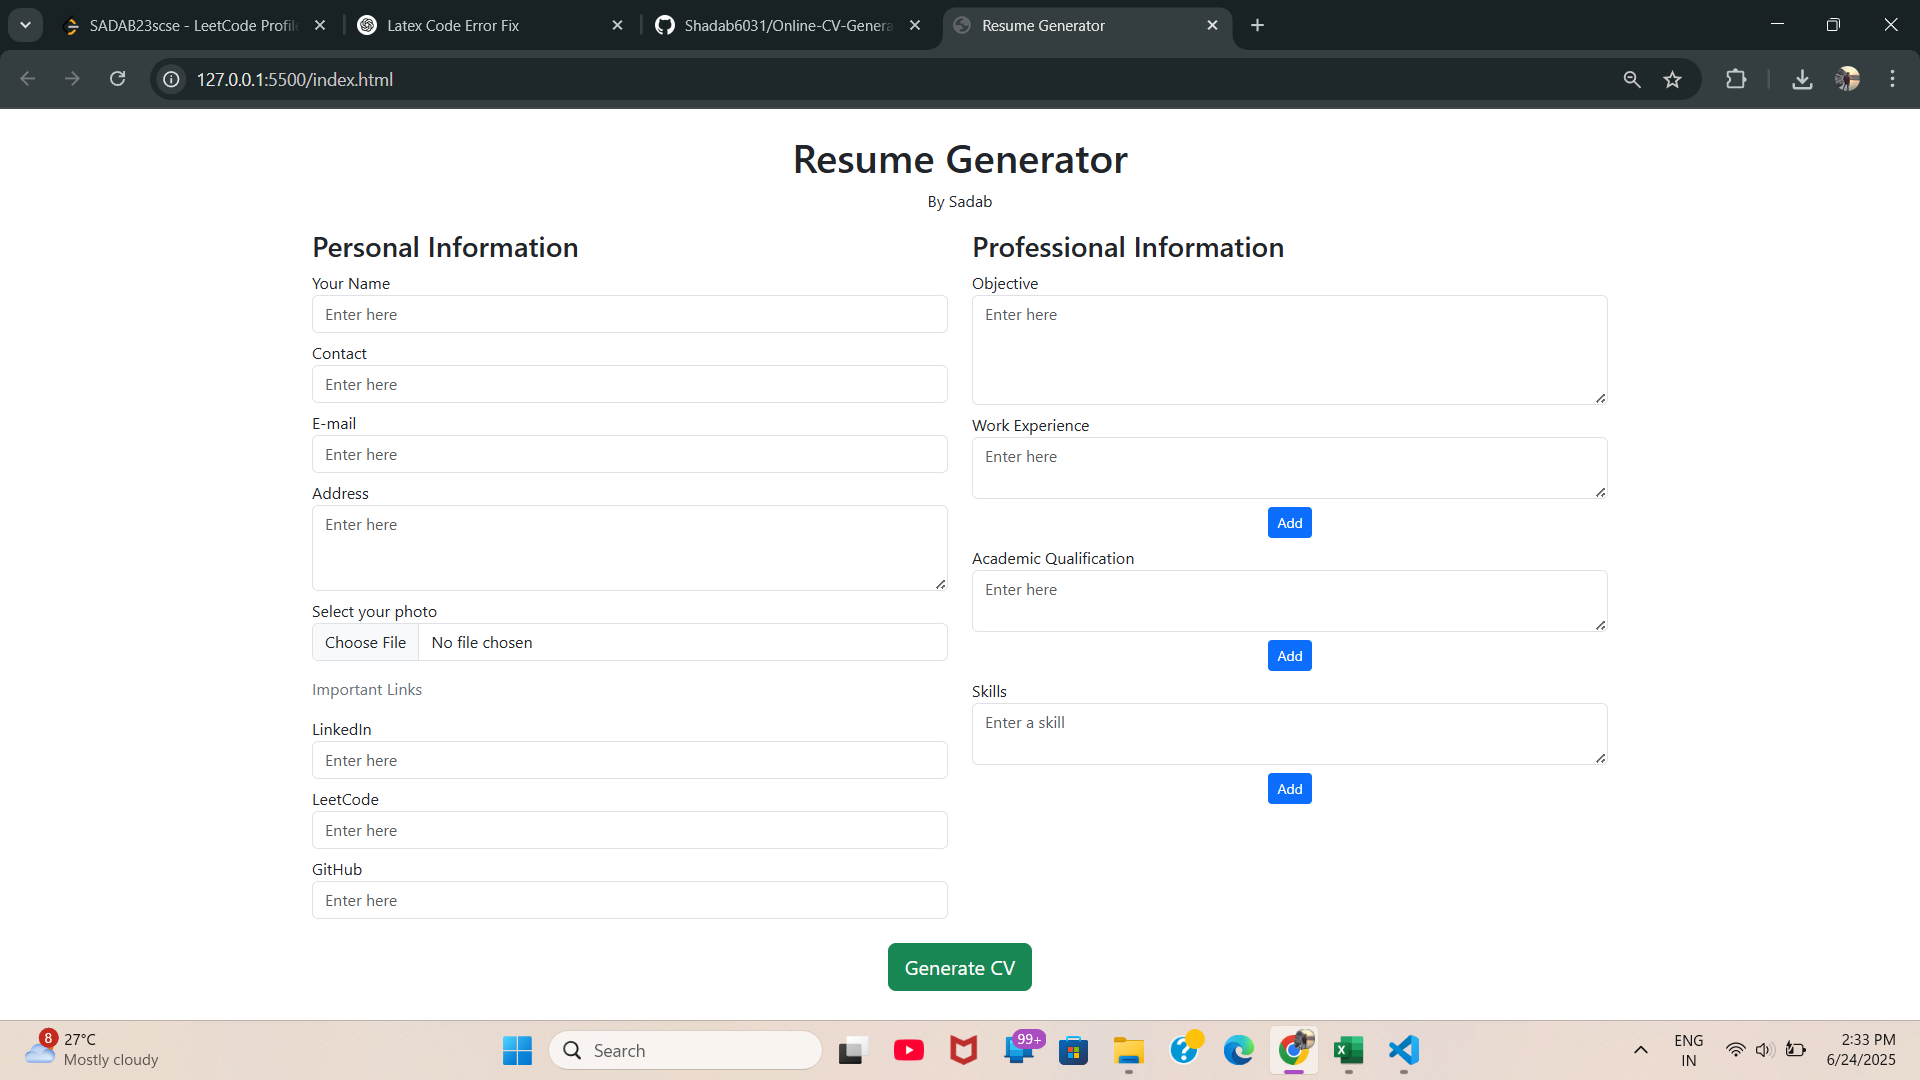 SADAB23scse - LeetCode Profil
Latex Code Error Fix
Shadab6031/Online-CV-Genera
Resume Generator
127.0.0.1:5500/index.html
Resume Generator
By Sadab
Personal Information
Your Name
Enter here
Contact
Enter here
E-mail
Enter here
Address
Enter here
Select your photo
Choose File No file chosen
Important Links
LinkedIn
Enter here
LeetCode
Enter here
GitHub
Enter here
Professional Information
Objective
Enter here
Work Experience
Enter here
Add
Academic Qualification
Enter here
Add
Skills
Enter a skill
Add
Generate CV
8
27°C
Mostly cloudy
Search
99+
ENG
IN
2:33 PM
6/24/2025